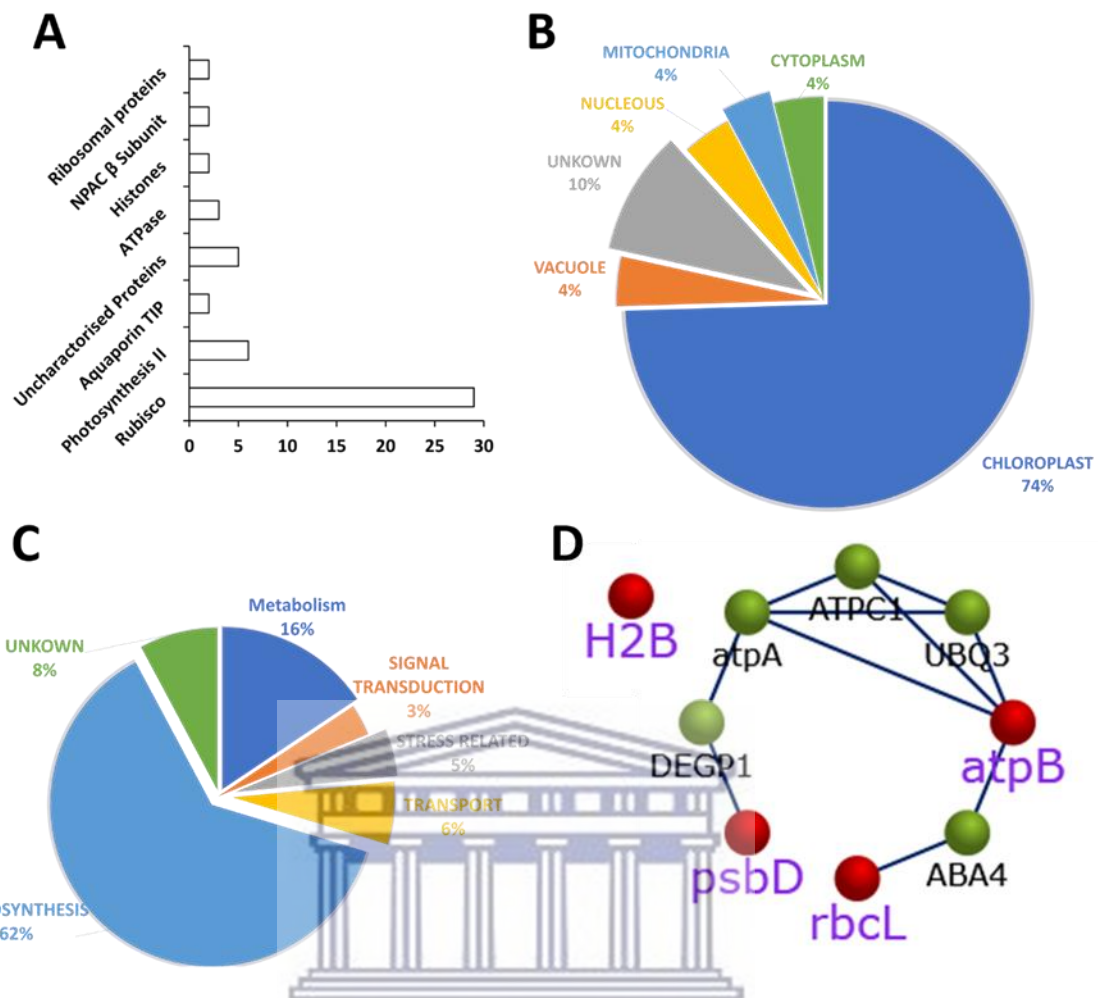 A
Ribosomal proteins
NPAC β Subunit
Histones
ATPase
Uncharctorised Proteins
Aquaporin TIP
Photosynthesis II
Rubisco
0 5 10 15 20 25 30
B
MITOCHONDRIA
4%
CYTOPLASM
4%
NUCLEOUS
4%
UNKOWN
10%
VACUOLE
4%
CHLOROPLAST
74%
C
Metabolism
16%
UNKOWN
8%
SIGNAL
TRANSDUCTION
3%
STRESS RELATED
5%
TRANSPORT
6%
OSYNTHESIS
62%
D
H2B
ATPC1
atpA
UBQ3
DEGP1
atpB
psbD
ABA4
rbcL